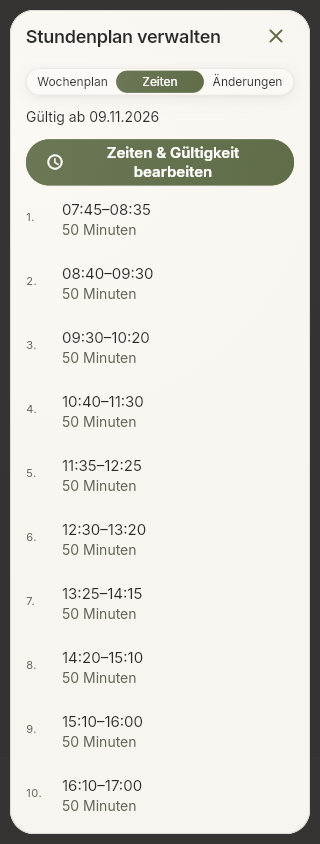 Stundenplan verwalten
Wochenplan Zeiten Änderungen
Gültig ab 09.11.2026
Zeiten & Gültigkeit
bearbeiten
1. 07:45–08:35
50 Minuten
2. 08:40–09:30
50 Minuten
3. 09:30–10:20
50 Minuten
4. 10:40–11:30
50 Minuten
5. 11:35–12:25
50 Minuten
6. 12:30–13:20
50 Minuten
7. 13:25–14:15
50 Minuten
8. 14:20–15:10
50 Minuten
9. 15:10–16:00
50 Minuten
10. 16:10–17:00
50 Minuten